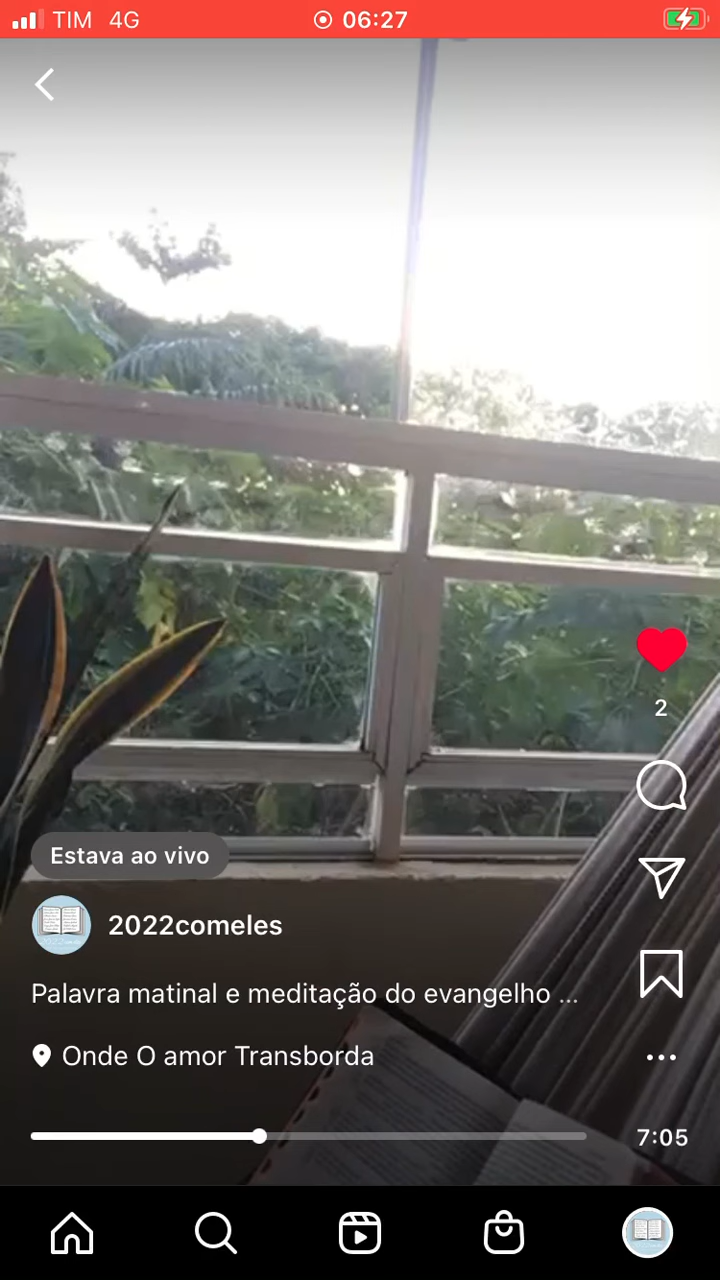 TIM 4G 06:27
2
Estava ao vivo
2022comeles
Palavra matinal e meditação do evangelho ...
Onde O amor Transborda
7:05